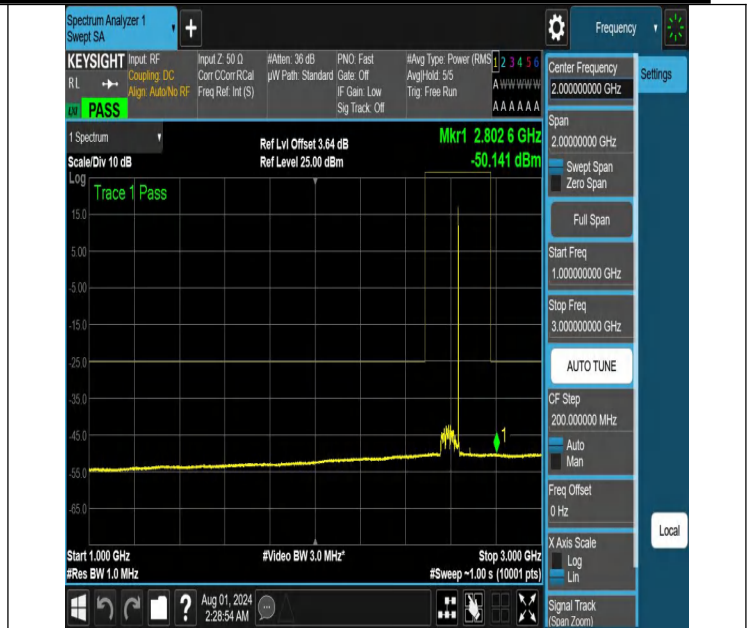 Spectrum Analyzer 1
Swept SA
+
Frequency
KEYSIGHT
RL
PASS
Input: RF
Coupling: DC
Align: Auto/No RF
Input Z: 50 Ω
Corr CCorr RCal
Freq Ref: Int (S)
#Atten: 36 dB
µW Path: Standard
PNO: Fast
Gate: Off
IF Gain: Low
Sig Track: Off
#Avg Type: Power (RMS
Avg|Hold: 5/5
Trig: Free Run
1 2 3 4 5 6
A W W W W W
A A A A A A
1 Spectrum
Scale/Div 10 dB
Log
Ref Lvl Offset 3.64 dB
Ref Level 25.00 dBm
Mkr1 2.802 6 GHz
-50.141 dBm
Trace 1 Pass
15.0
5.00
-5.00
-15.0
-25.0
-35.0
-45.0
-55.0
-65.0
1
Start 1.000 GHz
#Res BW 1.0 MHz
#Video BW 3.0 MHz*
Stop 3.000 GHz
#Sweep ~1.00 s (10001 pts)
Center Frequency
2.000000000 GHz
Settings
Span
2.00000000 GHz
Swept Span
Zero Span
Full Span
Start Freq
1.000000000 GHz
Stop Freq
3.000000000 GHz
AUTO TUNE
CF Step
200.000000 MHz
Auto
Man
Freq Offset
0 Hz
X Axis Scale
Log
Lin
Local
Signal Track
(Span Zoom)
?
Aug 01, 2024
2:28:54 AM